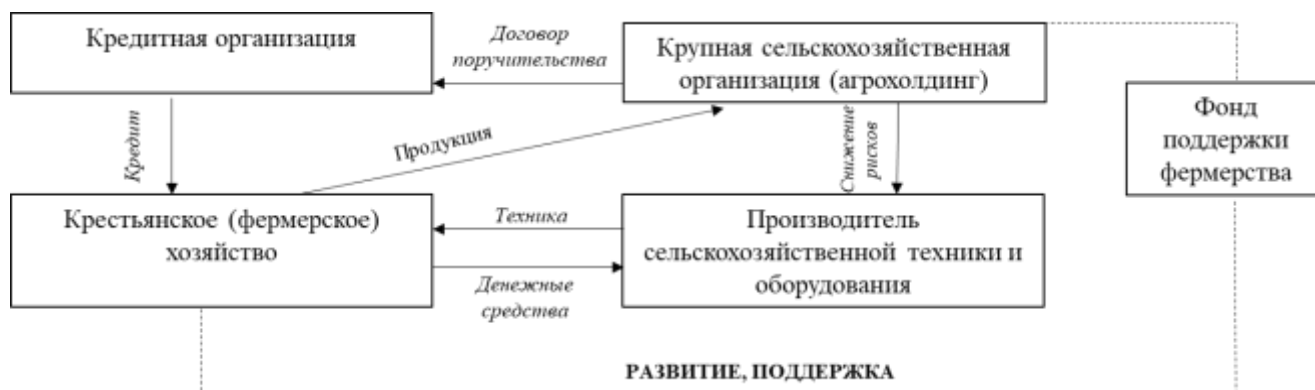 Кредитная организация
Договор
поручительства
Крупная сельскохозяйственная
организация (агрохолдинг)
Фонд
поддержки
фермерства
Кредит
Продукция
Снижение
рисков
Крестьянское (фермерское)
хозяйство
Техника
Денежные
средства
Производитель
сельскохозяйственной техники и
оборудования
РАЗВИТИЕ, ПОДДЕРЖКА